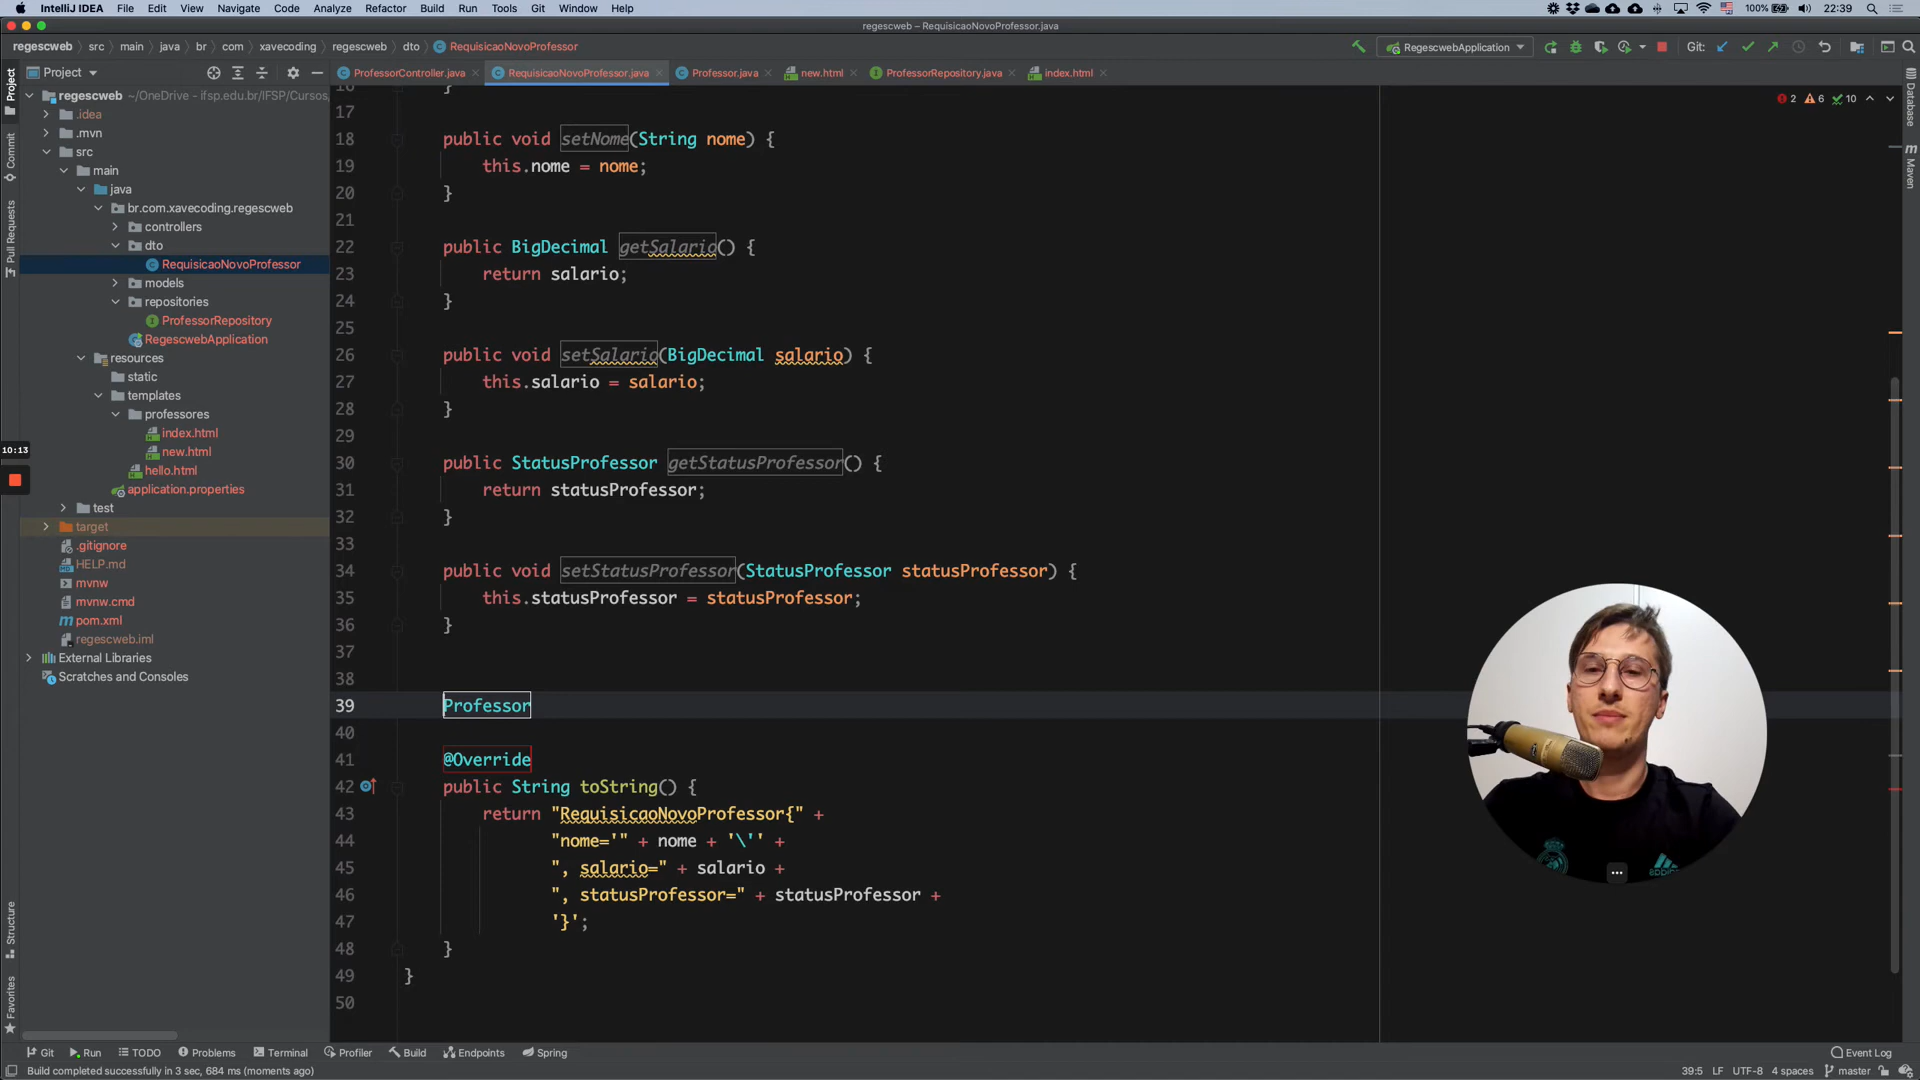 IntelliJ IDEA File Edit View Navigate Code Analyze Refactor Build Run Tools Git Window Help 100% 22:39
regescweb – RequisicaoNovoProfessor.java
regescweb src main java br com xavecoding regescweb dto RequisicaoNovoProfessor RegescwebApplication Git:
Project ProfessorController.java RequisicaoNovoProfessor.java Professor.java new.html ProfessorRepository.java index.html
regescweb ~/OneDrive - ifsp.edu.br/IFSP/Cursos,
.idea
.mvn
src
main
java
br.com.xavecoding.regescweb
controllers
dto
RequisicaoNovoProfessor
models
repositories
ProfessorRepository
RegescwebApplication
resources
static
templates
professores
index.html
new.html
hello.html
application.properties
test
target
.gitignore
HELP.md
mvnw
mvnw.cmd
pom.xml
regescweb.iml
External Libraries
Scratches and Consoles
Project
Commit
Pull Requests
10:13
Structure
Favorites
2 6 10
16 }
17
18 public void setNome(String nome) {
19 this.nome = nome;
20 }
21
22 public BigDecimal getSalario() {
23 return salario;
24 }
25
26 public void setSalario(BigDecimal salario) {
27 this.salario = salario;
28 }
29
30 public StatusProfessor getStatusProfessor() {
31 return statusProfessor;
32 }
33
34 public void setStatusProfessor(StatusProfessor statusProfessor) {
35 this.statusProfessor = statusProfessor;
36 }
37
38
39 Professor
40
41 @Override
42 public String toString() {
43 return "RequisicaoNovoProfessor{" +
44 "nome='" + nome + '\'' +
45 ", salario=" + salario +
46 ", statusProfessor=" + statusProfessor +
47 '}';
48 }
49 }
50
Database
Maven
Git Run TODO Problems Terminal Profiler Build Endpoints Spring Event Log
Build completed successfully in 3 sec, 684 ms (moments ago) 39:5 LF UTF-8 4 spaces master